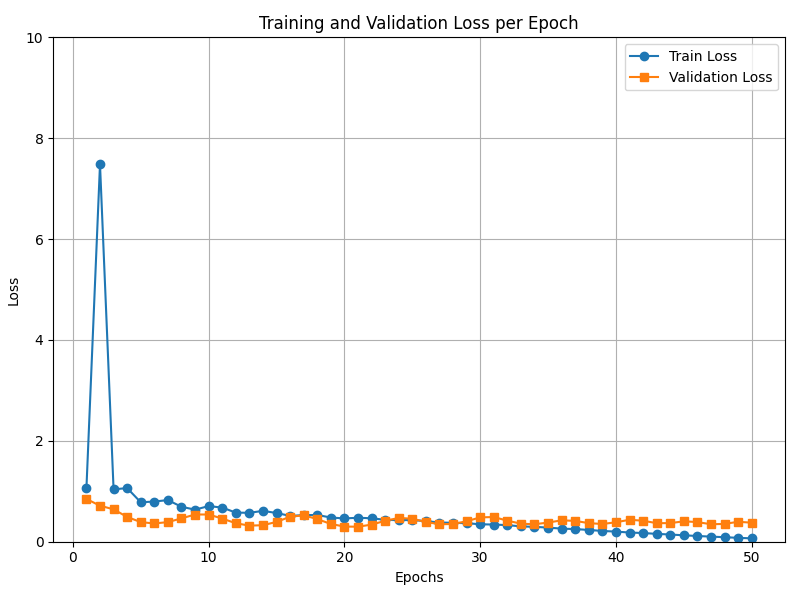 Training and Validation Loss per Epoch
10
8
6
4
2
0
Loss
Train Loss
Validation Loss
0 10 20 30 40 50
Epochs